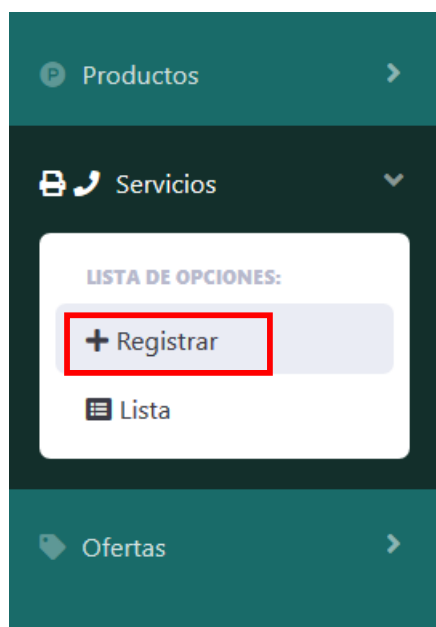 Productos
Servicios
LISTA DE OPCIONES:
Registrar
Lista
Ofertas